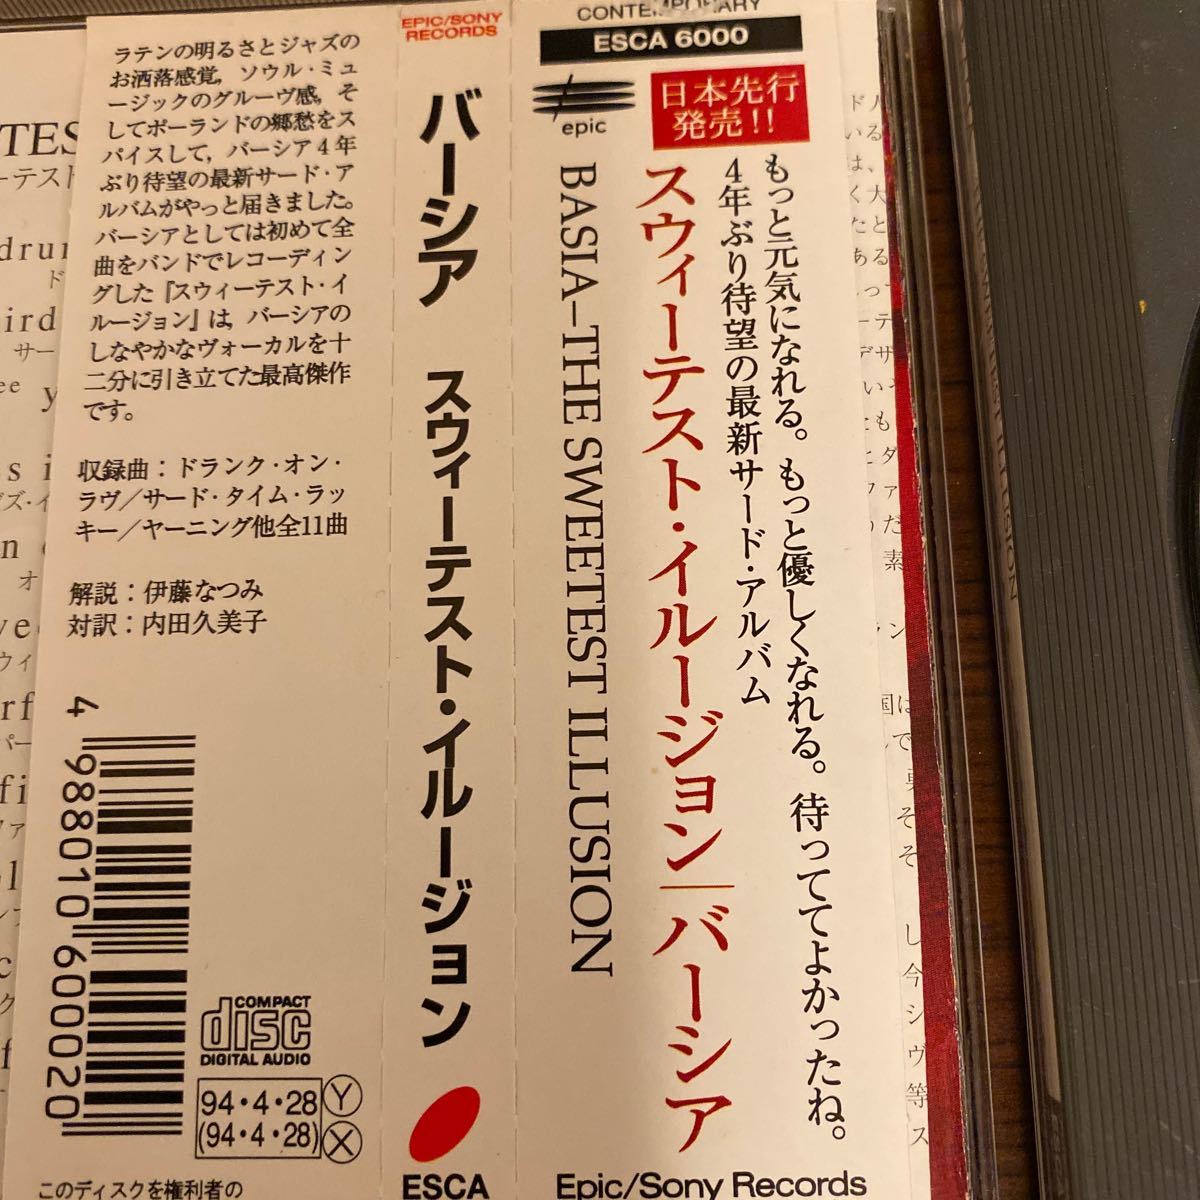 ラテンの明るさとジャズの
お洒落感覚,ソウル・ミュ
ージックのグルーヴ感,そ
してポーランドの郷愁をス
パイスして,バーシア4年
ぶり待望の最新サード・ア
ルバムがやっと届きました。
バーシアとしては初めて全
曲をバンドでレコーディン
グした『スウィーテスト・イ
ルージョン』は,バーシアの
しなやかなヴォーカルを十
二分に引き立てた最高傑作
です。
収録曲：ドランク・オン・
ラヴ／サード・タイム・ラッ
キー／ヤーニング他全11曲
解説：伊藤なつみ
対訳：内田久美子
4 988010 600020
COMPACT
disc
DIGITAL AUDIO
94・4・28 Y
(94・4・28) X
このディスクを権利者の
EPIC/SONY
RECORDS
バーシア スウィーテスト・イルージョン
ESCA
CONTEMPORARY
ESCA 6000
epic
日本先行
発売!!
もっと元気になれる。もっと優しくなれる。待っててよかったね。
4年ぶり待望の最新サード・アルバム
スウィーテスト・イルージョン｜バーシア
BASIA–THE SWEETEST ILLUSION
Epic/Sony Records